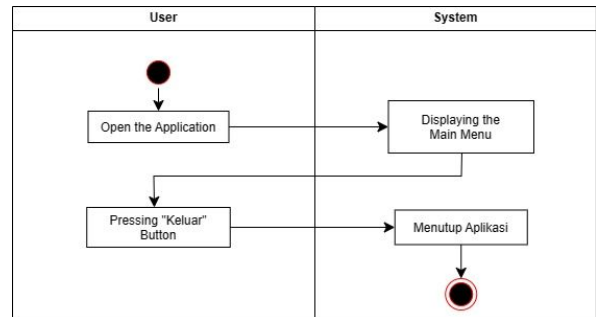 User
System
Open the Application
Displaying the
Main Menu
Pressing "Keluar"
Button
Menutup Aplikasi